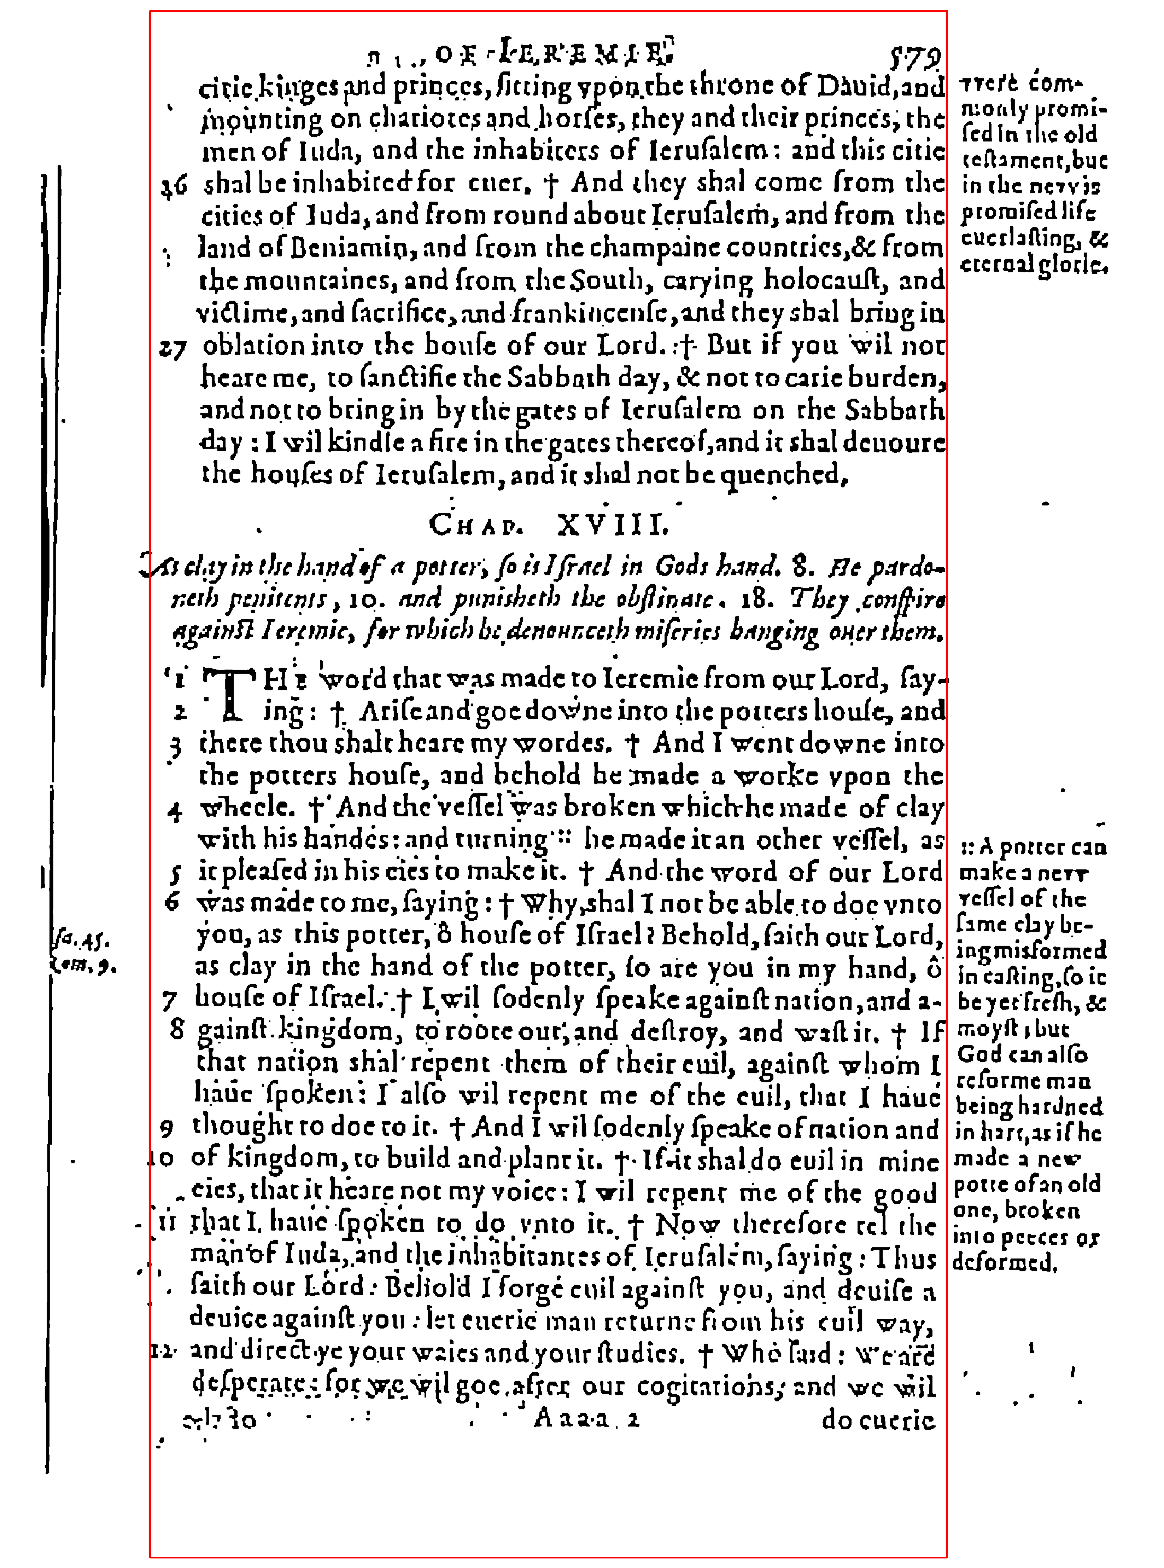 OF IEREMIE. 579
citie kinges and princes, ſitting vpon the throne of Dauid, and
mounting on chariotes and horſes, they and their princes, the
men of Iuda, and the inhabiters of Ieruſalem: and this citie
26 shal be inhabited for euer. † And they shal come from the
cities of Iuda, and from round about Ieruſalem, and from the
land of Beniamin, and from the champaine countries, & from
the mountaines, and from the South, carying holocauſt, and
victime, and ſacrifice, and frankincenſe, and they shal bring in
27 oblation into the houſe of our Lord. † But if you wil not
heare me, to ſanctifie the Sabbath day, & not to carie burden,
and not to bring in by the gates of Ieruſalem on the Sabbath
day: I wil kindle a fire in the gates thereof, and it shal deuoure
the houſes of Ieruſalem, and it shal not be quenched.
CHAP. XVIII.
As clay in the hand of a potter, ſo is Iſrael in Gods hand. 8. He pardo-
neth penitents, 10. and punisheth the obſtinate. 18. They conſpire
againſt Ieremie, for which he denounceth miſeries hanging ouer them.
1 THE word that was made to Ieremie from our Lord, ſay-
2 ing: † Ariſe and goe downe into the potters houſe, and
3 there thou shalt heare my wordes. † And I went downe into
the potters houſe, and behold he made a worke vpon the
4 wheele. † And the veſſel was broken which he made of clay
with his handes: and turning :: he made it an other veſſel, as
5 it pleaſed in his eies to make it. † And the word of our Lord
6 was made to me, ſaying: † Why, shal I not be able to doe vnto
you, as this potter, ô houſe of Iſrael? Behold, ſaith our Lord,
as clay in the hand of the potter, ſo are you in my hand, ô
7 houſe of Iſrael. † I wil ſodenly ſpeake againſt nation, and a-
8 gainſt kingdom, to roote out, and deſtroy, and waſt it. † If
that nation shal repent them of their euil, againſt whom I
haue ſpoken: I alſo wil repent me of the euil, that I haue
9 thought to doe to it. † And I wil ſodenly ſpeake of nation and
10 of kingdom, to build and plant it. † If it shal do euil in mine
eies, that it heare not my voice: I wil repent me of the good
11 that I haue ſpoken to do vnto it. † Now therefore tel the
man of Iuda, and the inhabitantes of Ieruſalem, ſaying: Thus
ſaith our Lord: Behold I forge euil againſt you, and deuiſe a
deuice againſt you: let euerie man returne from his euil way,
12 and direct ye your waies and your ſtudies. † Who ſaid: We are
deſperate: for we wil goe after our cogitations, and we wil
Aaaa 2 do euerie
were com-
monly promi-
ſed in the old
teſtament, but
in the new is
promiſed life
euerlaſting, &
eternal glorie.
:: A potter can
make a new
veſſel of the
ſame clay be-
ing misformed
in caſting, ſo it
be yet fresh, &
moyſt, but
God can alſo
reforme man
being hardned
in hart, as if he
made a new
potte of an old
one, broken
into peeces or
deformed.
ſa. 45.
Rom. 9.